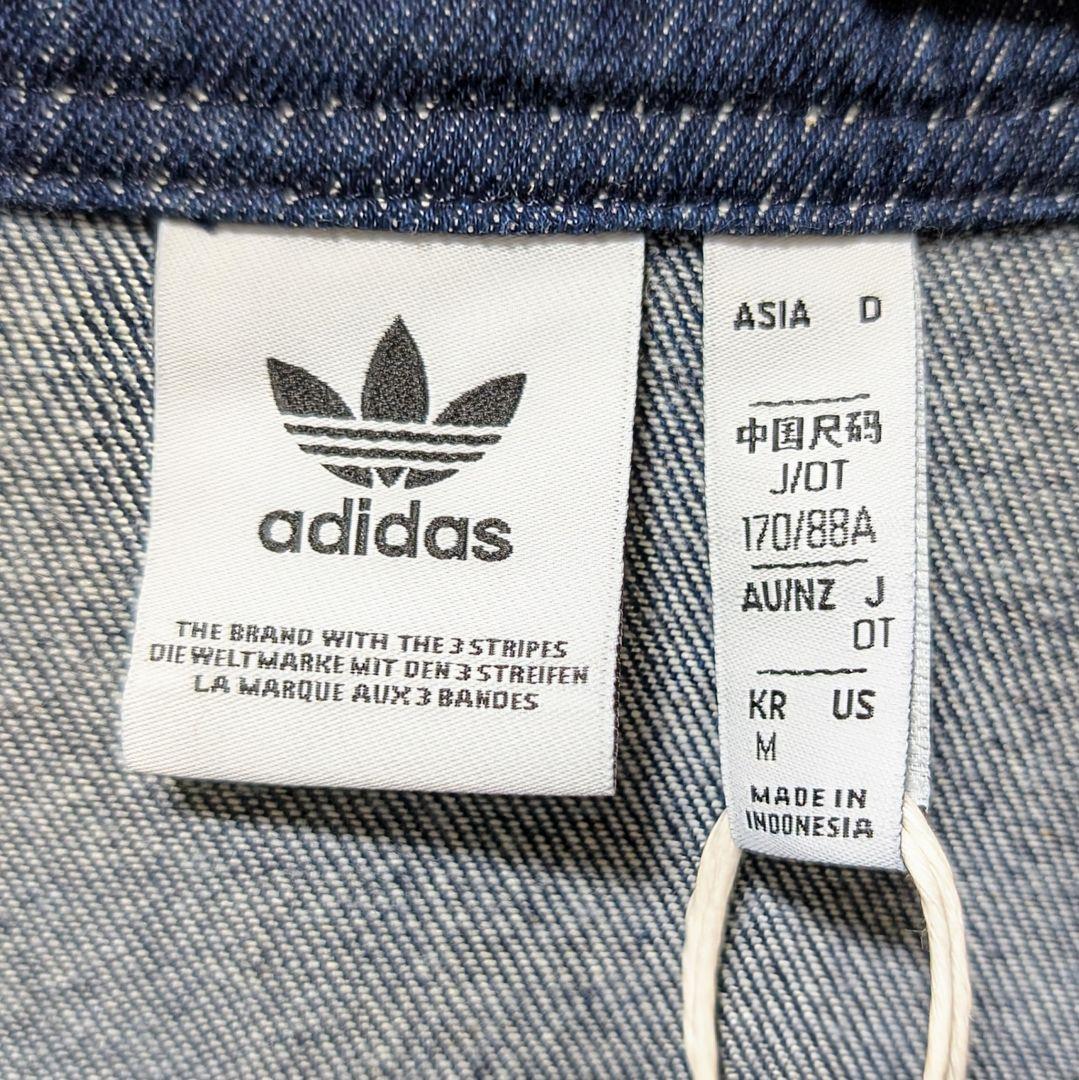 adidas
THE BRAND WITH THE 3 STRIPES
DIE WELTMARKE MIT DEN 3 STREIFEN
LA MARQUE AUX 3 BANDES
ASIA D
中国尺码
J/OT
170/88A
AU/NZ J
OT
KR US
M
MADE IN
INDONESIA